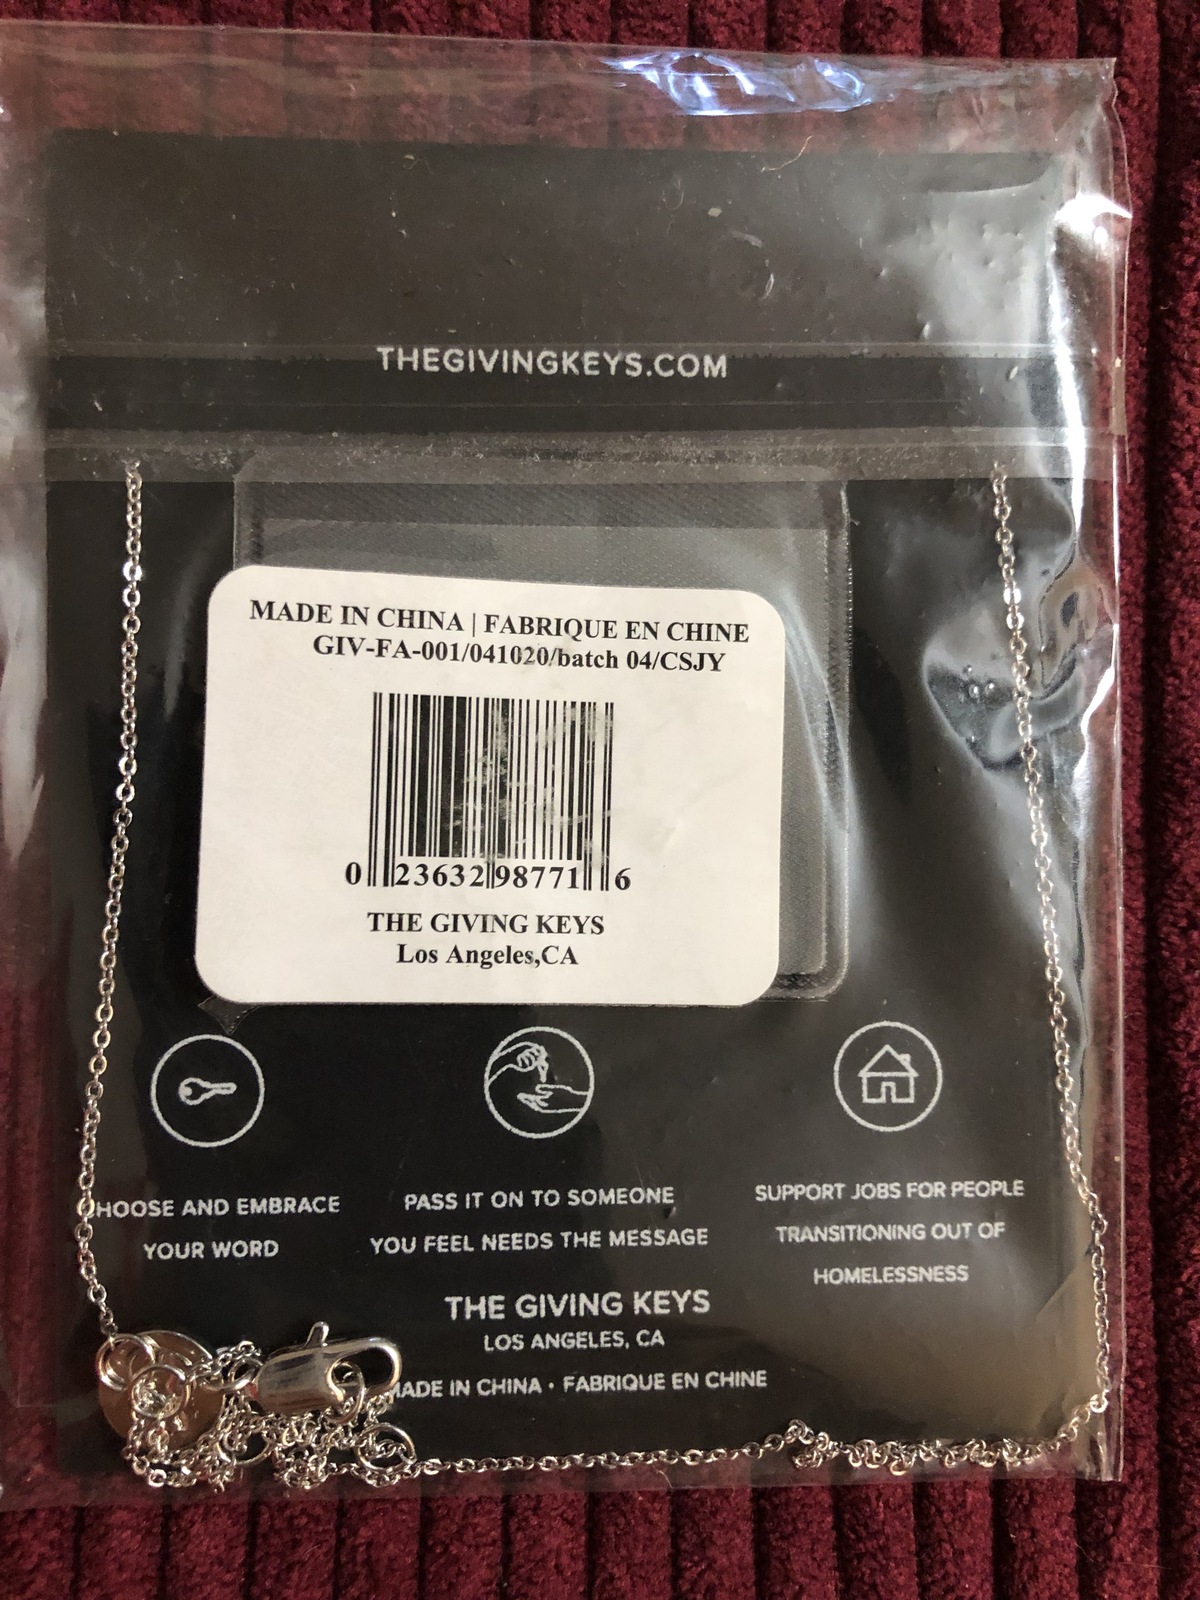 THEGIVINGKEYS.COM
MADE IN CHINA | FABRIQUE EN CHINE
GIV-FA-001/041020/batch 04/CSJY
0 23632 98771 6
THE GIVING KEYS
Los Angeles,CA
HOOSE AND EMBRACE
YOUR WORD
PASS IT ON TO SOMEONE
YOU FEEL NEEDS THE MESSAGE
SUPPORT JOBS FOR PEOPLE
TRANSITIONING OUT OF
HOMELESSNESS
THE GIVING KEYS
LOS ANGELES, CA
MADE IN CHINA • FABRIQUE EN CHINE